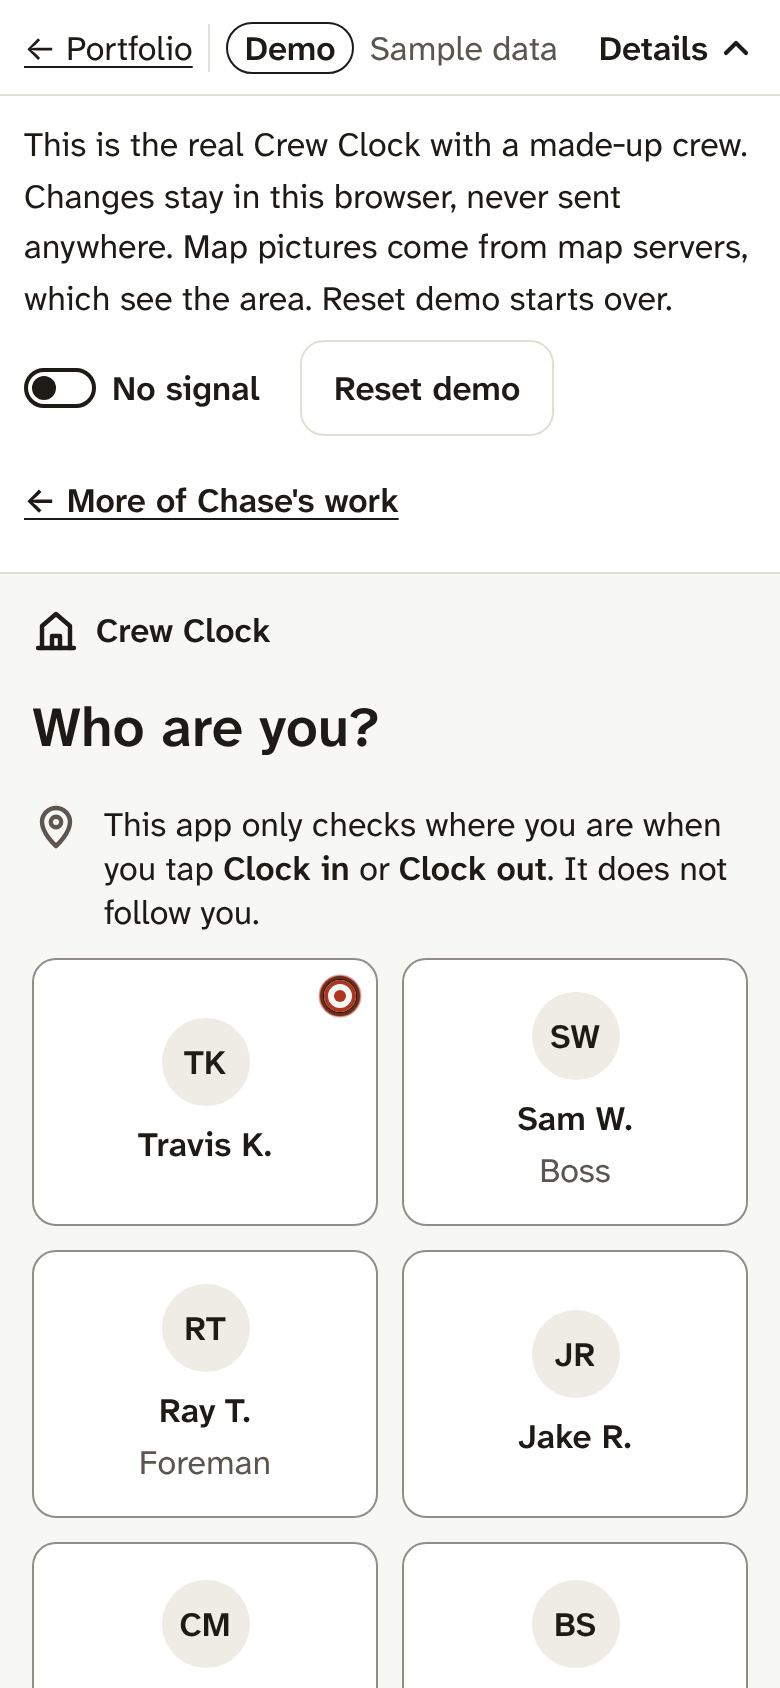 ← Portfolio
Demo
Sample data
Details
This is the real Crew Clock with a made-up crew.
Changes stay in this browser, never sent
anywhere. Map pictures come from map servers,
which see the area. Reset demo starts over.
No signal
Reset demo
← More of Chase's work
Crew Clock
Who are you?
This app only checks where you are when
you tap Clock in or Clock out. It does not
follow you.
TK
Travis K.
SW
Sam W.
Boss
RT
Ray T.
Foreman
JR
Jake R.
CM
BS